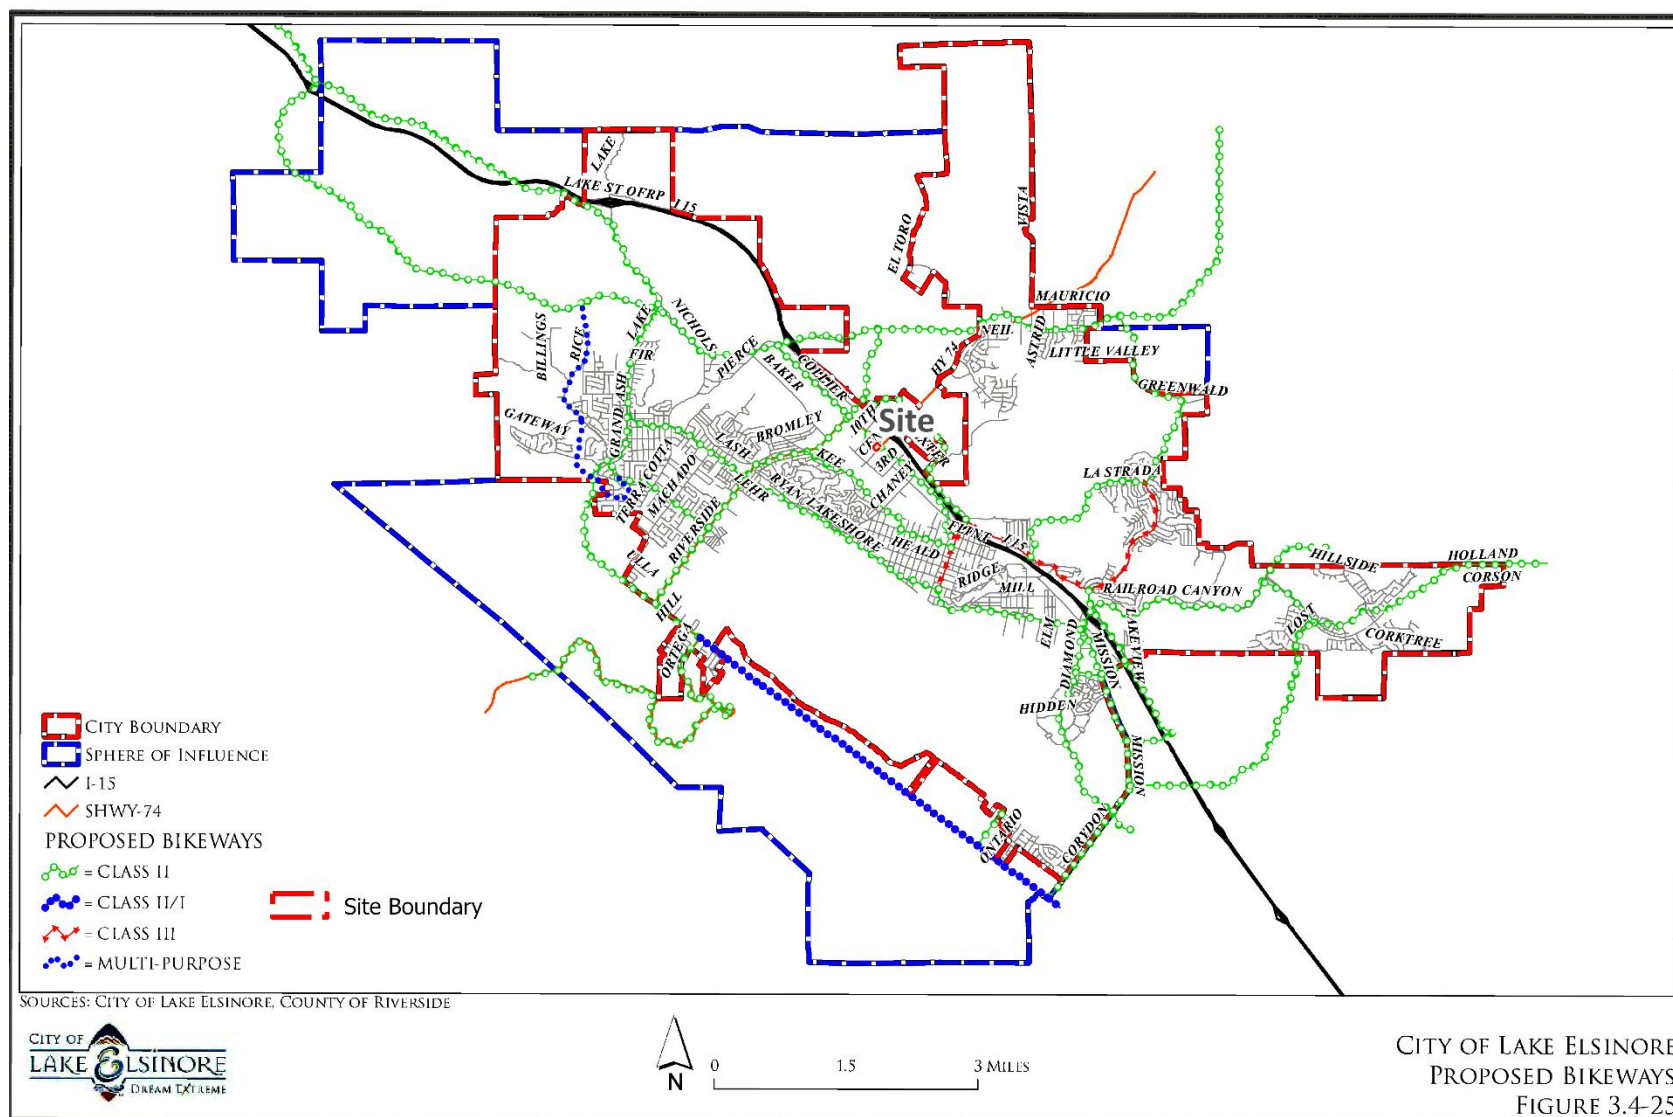 LAKE
LAKE ST OFRP
I 15
EL TORO
VISTA
MAURICIO
NICHOLS
NEIL
ASTRID
LITTLE VALLEY
BILLINGS
RICE
LAKE
FIR
PIERCE
BAKER
COLLIER
HY 74
GREENWALD
GRAND
ASH
GATEWAY
10TH
Site
BROMLEY
LASH
TERRACOTTA
MACHADO
KEE
3RD
CHANEY
LA STRADA
LEHR
RYAN
LAKESHORE
RIVERSIDE
FLINT
I-15
HEALD
ULLA
RIDGE
MILL
HILLSIDE
HOLLAND
CORSON
RAILROAD CANYON
HILL
ORTEGA
ELM
DIAMOND
MISSION
LAKEVIEW
LOST
CORKTREE
HIDDEN
MISSION
ONTARIO
CORYDON
CITY BOUNDARY
SPHERE OF INFLUENCE
I-15
SHWY-74
PROPOSED BIKEWAYS
= CLASS II
= CLASS II/I
= CLASS III
= MULTI-PURPOSE
Site Boundary
SOURCES: CITY OF LAKE ELSINORE, COUNTY OF RIVERSIDE
CITY OF
LAKE ELSINORE
DREAM EXTREME
N
0 1.5 3 MILES
CITY OF LAKE ELSINORE
PROPOSED BIKEWAYS
FIGURE 3.4-25